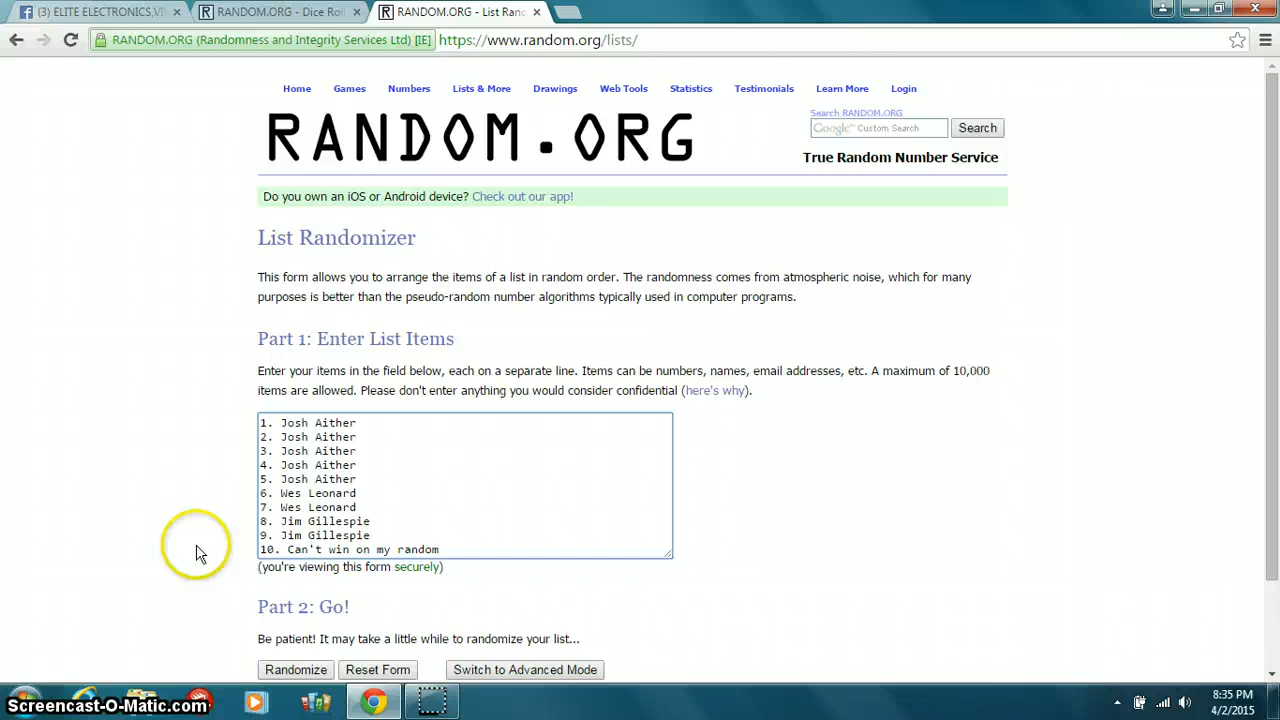 (3) ELITE ELECTRONICS,VI
RANDOM.ORG - Dice Roll
RANDOM.ORG - List Ran
RANDOM.ORG (Randomness and Integrity Services Ltd) [IE]
https://www.random.org/lists/
Home Games Numbers Lists & More Drawings Web Tools Statistics Testimonials Learn More Login
RANDOM.ORG
Search RANDOM.ORG
Google™ Custom Search
Search
True Random Number Service
Do you own an iOS or Android device? Check out our app!
List Randomizer
This form allows you to arrange the items of a list in random order. The randomness comes from atmospheric noise, which for many
purposes is better than the pseudo-random number algorithms typically used in computer programs.
Part 1: Enter List Items
Enter your items in the field below, each on a separate line. Items can be numbers, names, email addresses, etc. A maximum of 10,000
items are allowed. Please don't enter anything you would consider confidential (here's why).
1. Josh Aither
2. Josh Aither
3. Josh Aither
4. Josh Aither
5. Josh Aither
6. Wes Leonard
7. Wes Leonard
8. Jim Gillespie
9. Jim Gillespie
10. Can't win on my random
(you're viewing this form securely)
Part 2: Go!
Be patient! It may take a little while to randomize your list...
Randomize Reset Form Switch to Advanced Mode
Screencast-O-Matic.com
8:35 PM
4/2/2015